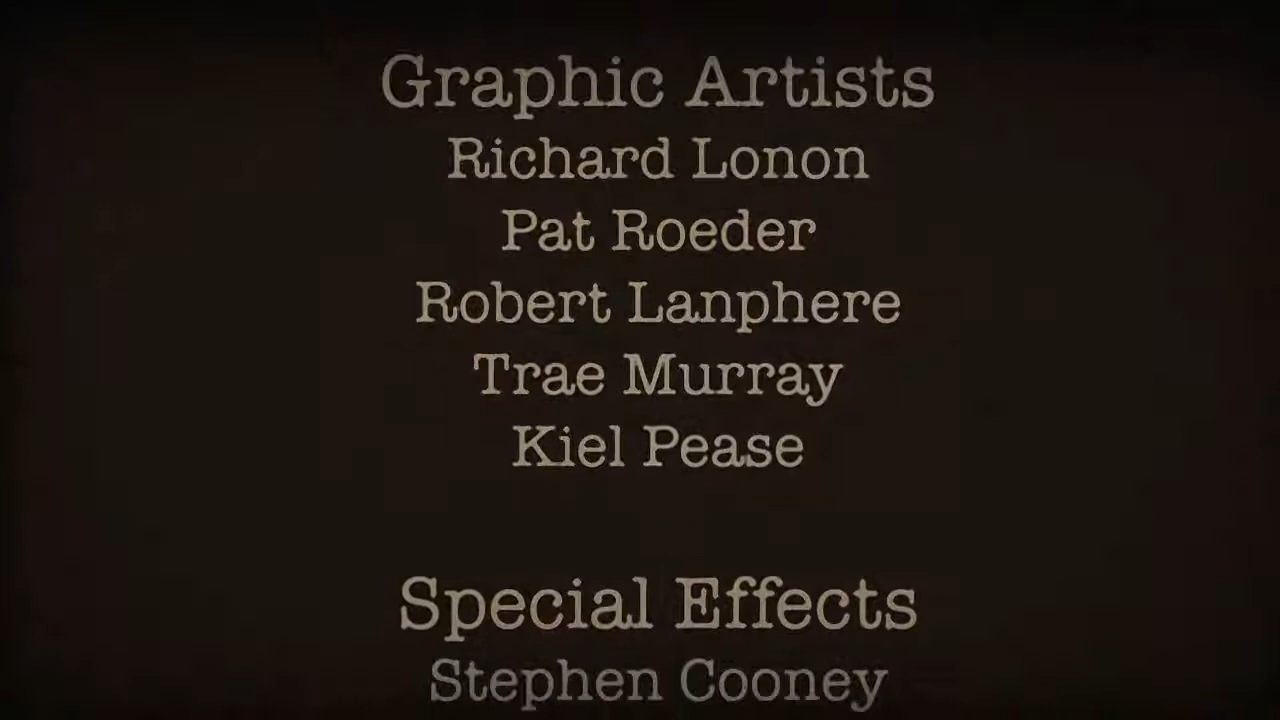 Graphic Artists
Richard Lonon
Pat Roeder
Robert Lanphere
Trae Murray
Kiel Pease
Special Effects
Stephen Cooney